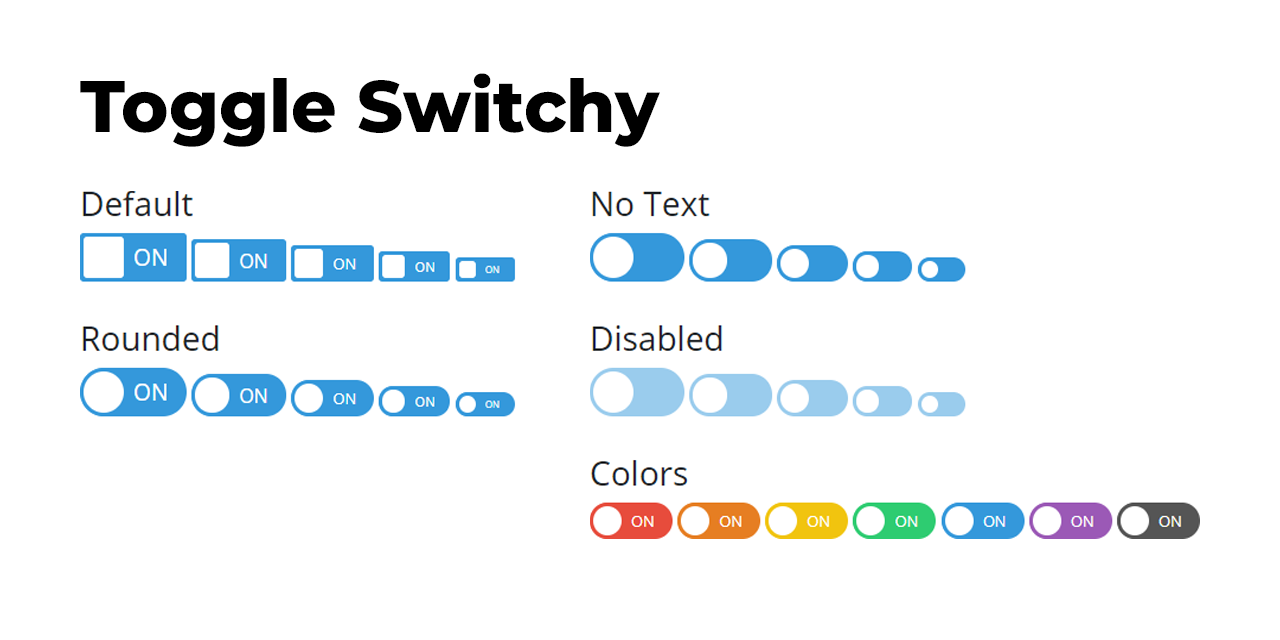 Toggle Switchy
Default
ON ON ON ON ON
Rounded
ON ON ON ON ON
No Text
Disabled
Colors
ON ON ON ON ON ON ON